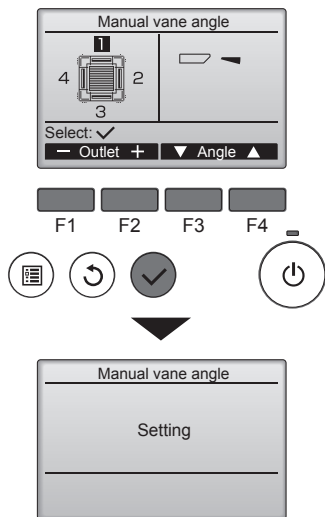 Manual vane angle
1
4 2
3
Select:
− Outlet + ▼ Angle ▲
F1 F2 F3 F4
Manual vane angle
Setting